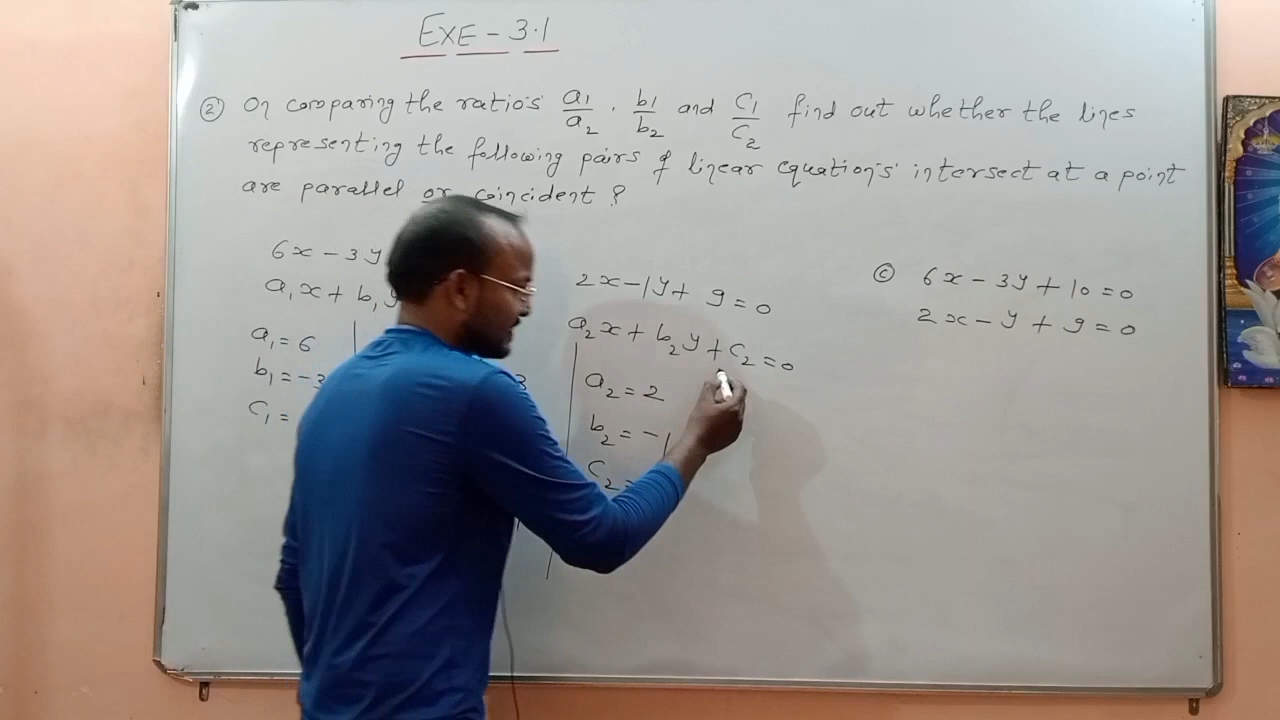 EXE - 3.1
② On comparing the ratio's a₁/a₂ , b₁/b₂ and c₁/c₂ find out whether the lines
representing the following pairs of linear equation's intersect at a point
are parallel or coincident ?
6x - 3y
a₁x + b₁y
a₁ = 6
b₁ = -3
c₁ =
3
2x - 1y + 9 = 0
a₂x + b₂y + c₂ = 0
a₂ = 2
b₂ = -1
c₂ =
ⓒ 6x - 3y + 10 = 0
2x - y + 9 = 0